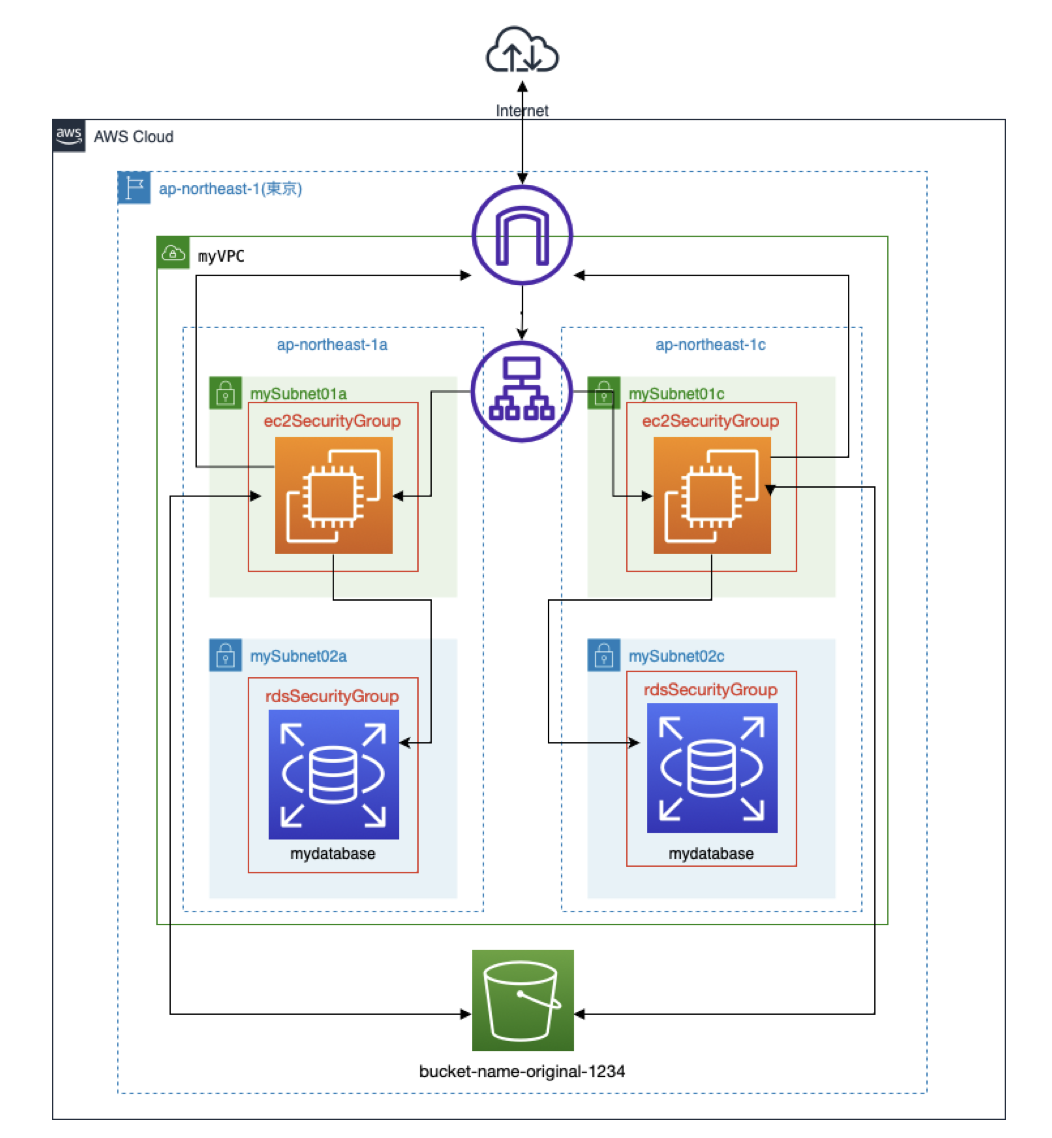 Internet
aws
AWS Cloud
ap-northeast-1(東京)
myVPC
ap-northeast-1a
ap-northeast-1c
mySubnet01a
mySubnet01c
ec2SecurityGroup
ec2SecurityGroup
mySubnet02a
mySubnet02c
rdsSecurityGroup
rdsSecurityGroup
mydatabase
mydatabase
bucket-name-original-1234